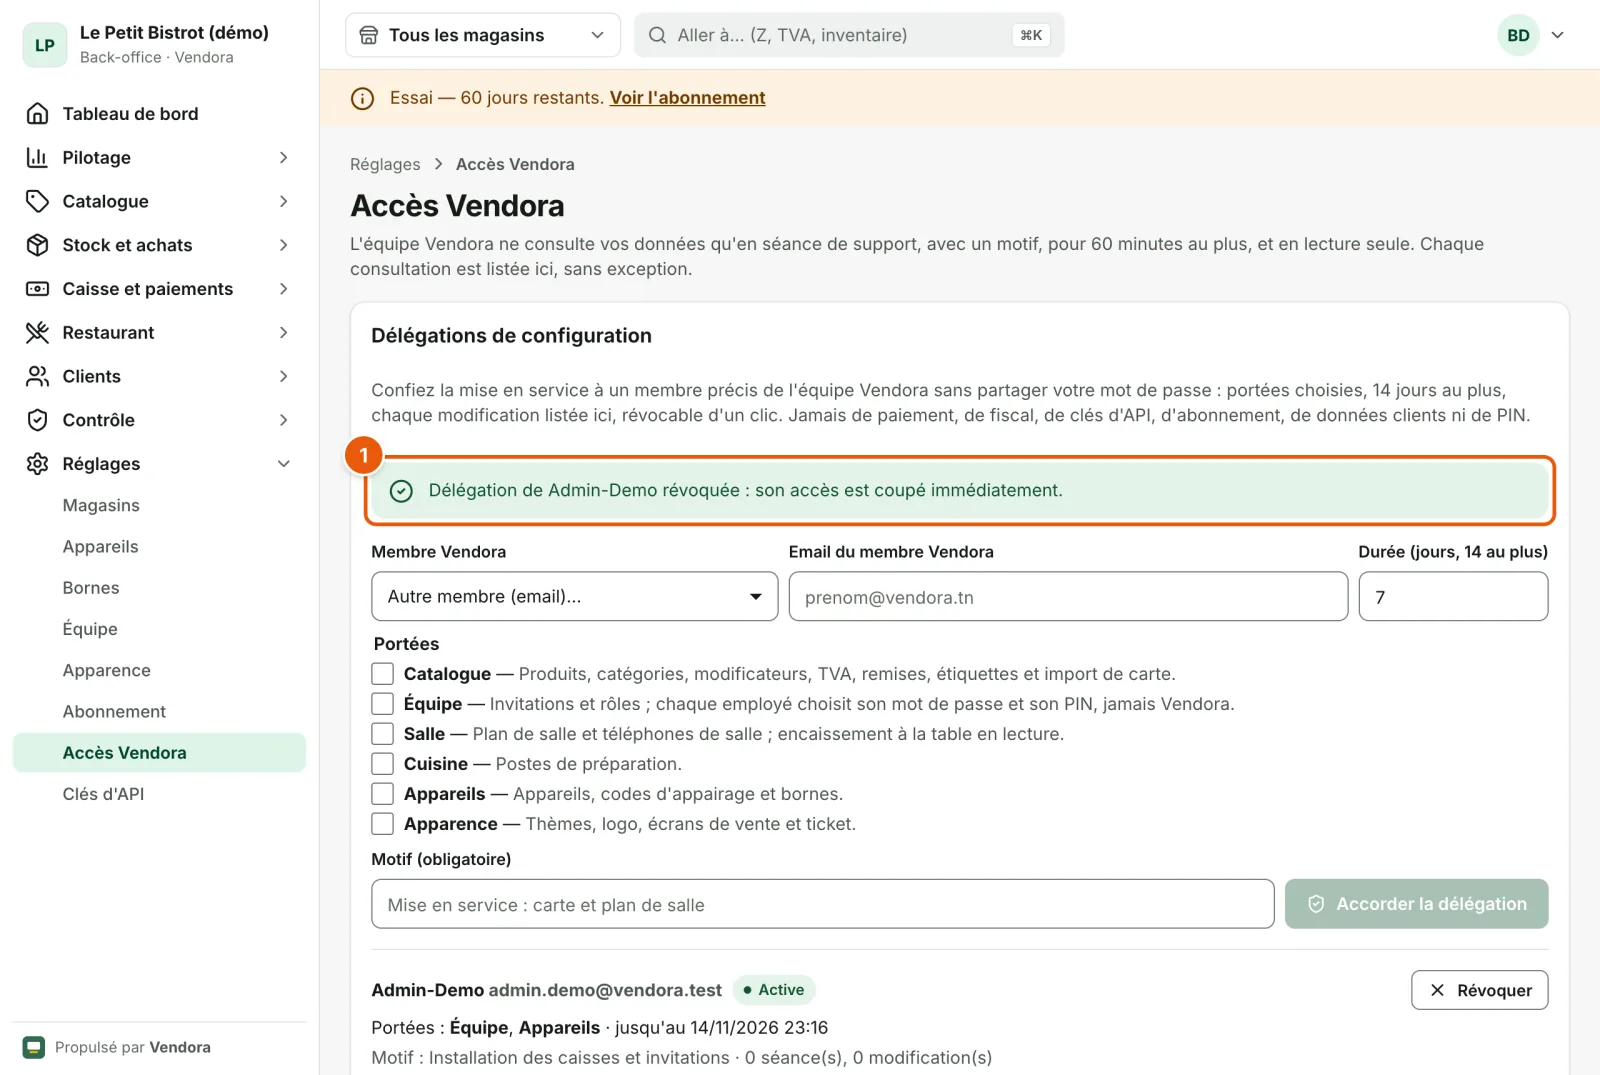 LP
Le Petit Bistrot (démo)
Back-office · Vendora
Tous les magasins
Aller à... (Z, TVA, inventaire)
⌘K
BD
Essai — 60 jours restants. Voir l'abonnement
Tableau de bord
Pilotage
Catalogue
Stock et achats
Caisse et paiements
Restaurant
Clients
Contrôle
Réglages
Magasins
Appareils
Bornes
Équipe
Apparence
Abonnement
Accès Vendora
Clés d'API
Propulsé par Vendora
Réglages > Accès Vendora
Accès Vendora
L'équipe Vendora ne consulte vos données qu'en séance de support, avec un motif, pour 60 minutes au plus, et en lecture seule. Chaque
consultation est listée ici, sans exception.
Délégations de configuration
Confiez la mise en service à un membre précis de l'équipe Vendora sans partager votre mot de passe : portées choisies, 14 jours au plus,
chaque modification listée ici, révocable d'un clic. Jamais de paiement, de fiscal, de clés d'API, d'abonnement, de données clients ni de PIN.
1
Délégation de Admin-Demo révoquée : son accès est coupé immédiatement.
Membre Vendora
Autre membre (email)...
Email du membre Vendora
prenom@vendora.tn
Durée (jours, 14 au plus)
7
Portées
Catalogue — Produits, catégories, modificateurs, TVA, remises, étiquettes et import de carte.
Équipe — Invitations et rôles ; chaque employé choisit son mot de passe et son PIN, jamais Vendora.
Salle — Plan de salle et téléphones de salle ; encaissement à la table en lecture.
Cuisine — Postes de préparation.
Appareils — Appareils, codes d'appairage et bornes.
Apparence — Thèmes, logo, écrans de vente et ticket.
Motif (obligatoire)
Mise en service : carte et plan de salle
Accorder la délégation
Admin-Demo admin.demo@vendora.test
Active
Révoquer
Portées : Équipe, Appareils · jusqu'au 14/11/2026 23:16
Motif : Installation des caisses et invitations · 0 séance(s), 0 modification(s)